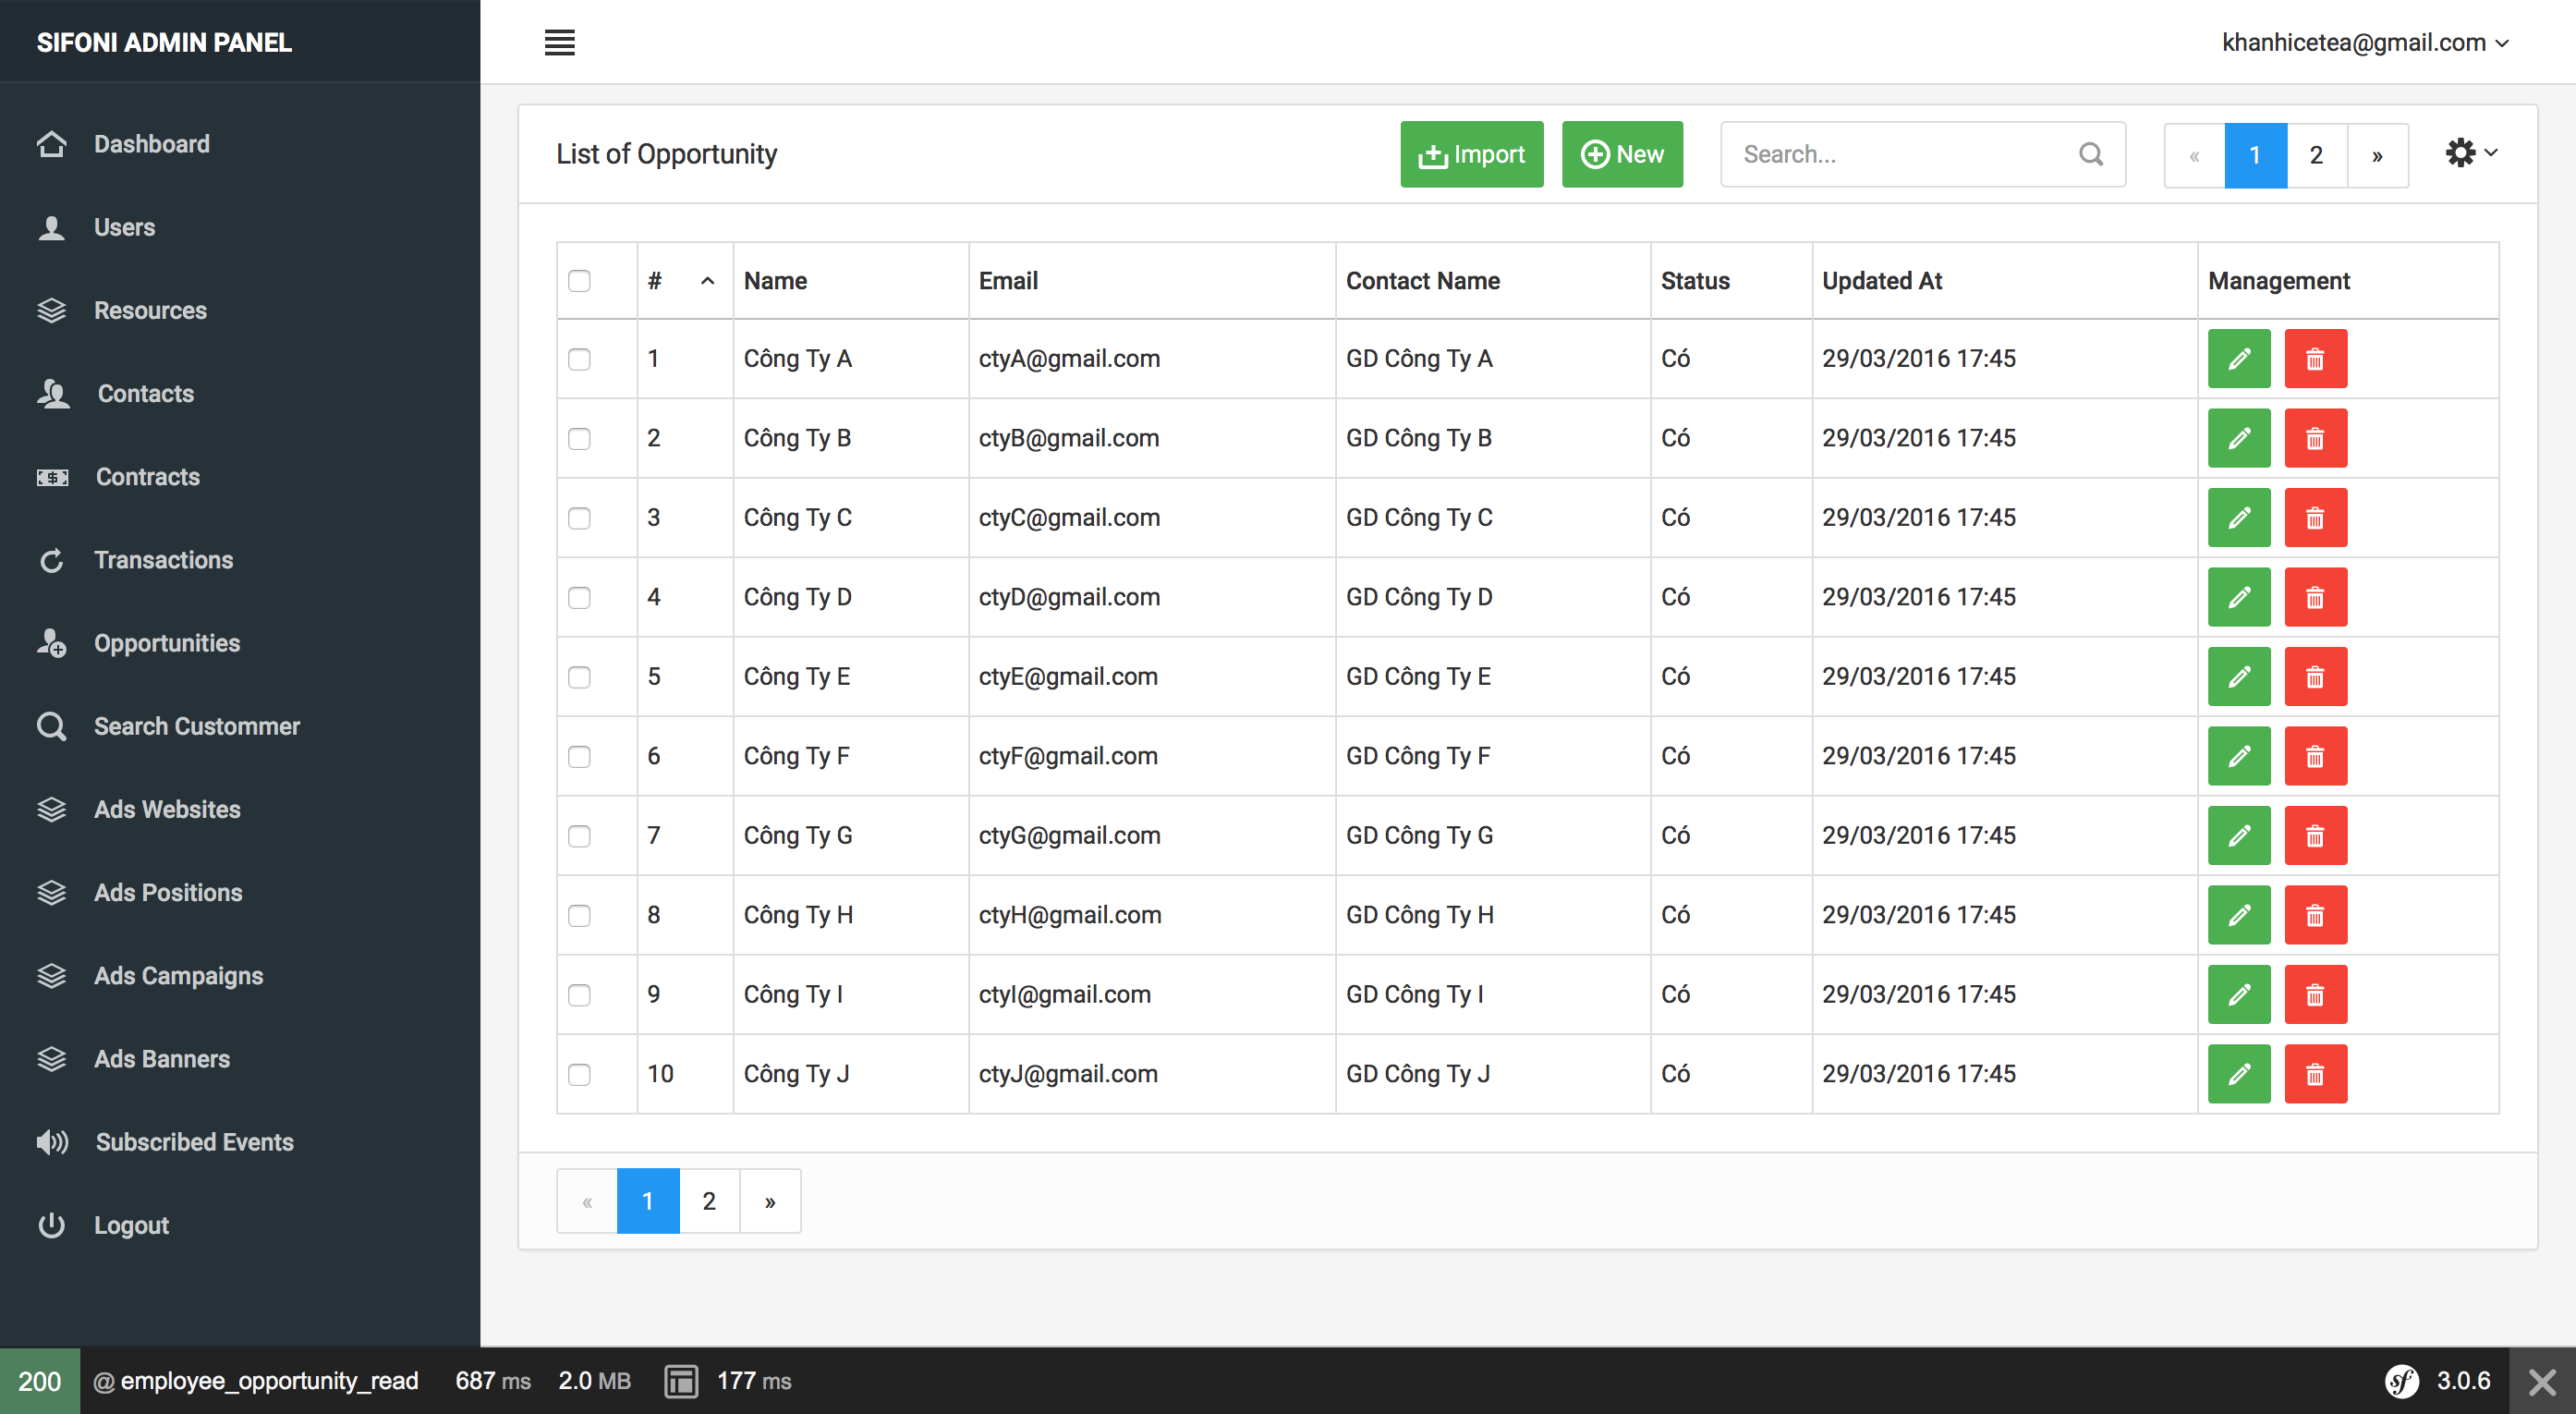 SIFONI ADMIN PANEL
khanhicetea@gmail.com
Dashboard
Users
Resources
Contacts
Contracts
Transactions
Opportunities
Search Custommer
Ads Websites
Ads Positions
Ads Campaigns
Ads Banners
Subscribed Events
Logout
List of Opportunity Import New Search... « 1 2 »
# Name Email Contact Name Status Updated At Management
1 Công Ty A ctyA@gmail.com GD Công Ty A Có 29/03/2016 17:45
2 Công Ty B ctyB@gmail.com GD Công Ty B Có 29/03/2016 17:45
3 Công Ty C ctyC@gmail.com GD Công Ty C Có 29/03/2016 17:45
4 Công Ty D ctyD@gmail.com GD Công Ty D Có 29/03/2016 17:45
5 Công Ty E ctyE@gmail.com GD Công Ty E Có 29/03/2016 17:45
6 Công Ty F ctyF@gmail.com GD Công Ty F Có 29/03/2016 17:45
7 Công Ty G ctyG@gmail.com GD Công Ty G Có 29/03/2016 17:45
8 Công Ty H ctyH@gmail.com GD Công Ty H Có 29/03/2016 17:45
9 Công Ty I ctyI@gmail.com GD Công Ty I Có 29/03/2016 17:45
10 Công Ty J ctyJ@gmail.com GD Công Ty J Có 29/03/2016 17:45
« 1 2 »
200 @ employee_opportunity_read 687 ms 2.0 MB 177 ms sf 3.0.6